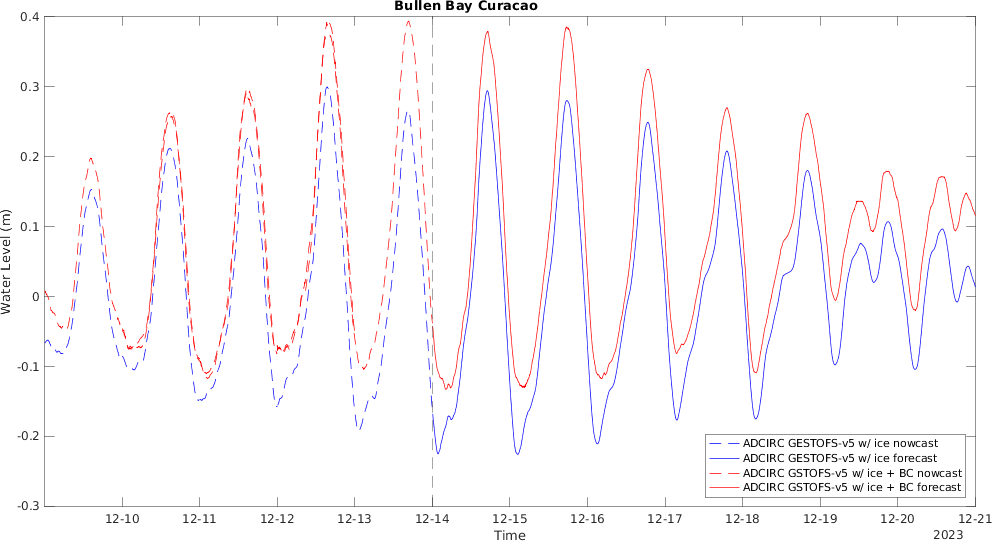 Bullen Bay Curacao
0.4
0.3
0.2
0.1
0
-0.1
-0.2
-0.3
Water Level (m)
12-10 12-11 12-12 12-13 12-14 12-15 12-16 12-17 12-18 12-19 12-20 12-21
Time
2023
ADCIRC GESTOFS-v5 w/ ice nowcast
ADCIRC GESTOFS-v5 w/ ice forecast
ADCIRC GSTOFS-v5 w/ ice + BC nowcast
ADCIRC GSTOFS-v5 w/ ice + BC forecast